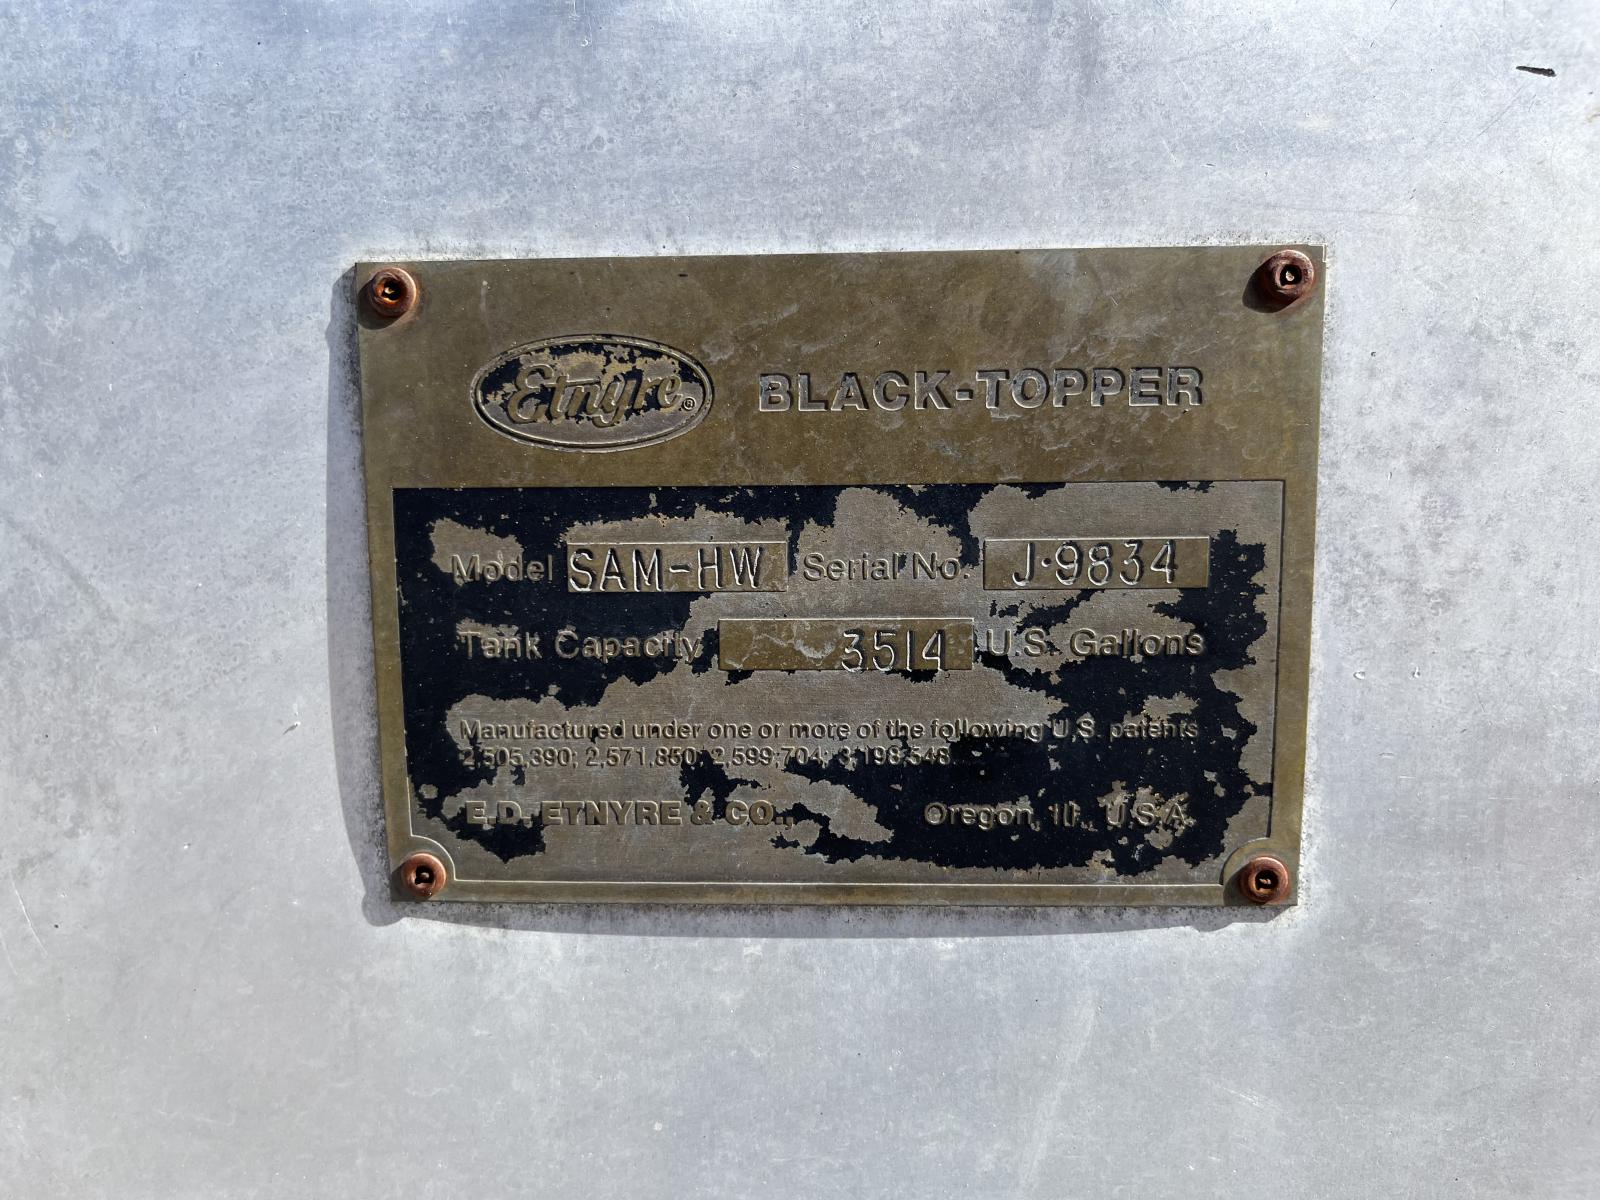 Etnyre® BLACK-TOPPER
Model SAM-HW Serial No. J-9834
Tank Capacity 3514 U.S. Gallons
Manufactured under one or more of the following U.S. patents
2,505,390; 2,571,850; 2,599,704; 3,198,548.
E.D. ETNYRE & CO., Oregon, Ill., U.S.A.